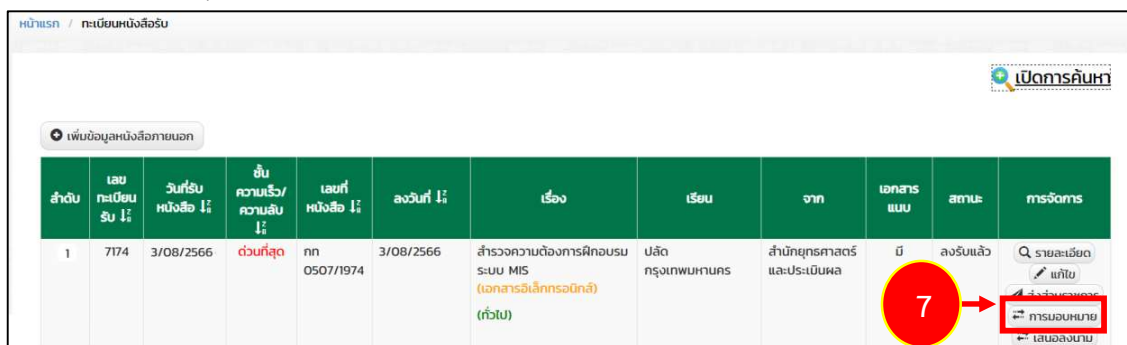 หน้าแรก / ทะเบียนหนังสือรับ
เปิดการค้นหา
เพิ่มข้อมูลหนังสือภายนอก
ลำดับ
เลข
ทะเบียน
รับ
วันที่รับ
หนังสือ
ชั้น
ความเร็ว/
ความลับ
เลขที่
หนังสือ
ลงวันที่
เรื่อง
เรียน
จาก
เอกสาร
แนบ
สถานะ
การจัดการ
1
7174
3/08/2566
ด่วนที่สุด
กก
0507/1974
3/08/2566
สำรวจความต้องการฝึกอบรม
ระบบ MIS
(เอกสารอิเล็กทรอนิกส์)
(ทั่วไป)
ปลัด
กรุงเทพมหานคร
สำนักยุทธศาสตร์
และประเมินผล
มี
ลงรับแล้ว
รายละเอียด
แก้ไข
ส่งส่วนราชการ
การมอบหมาย
เสนอลงนาม
7